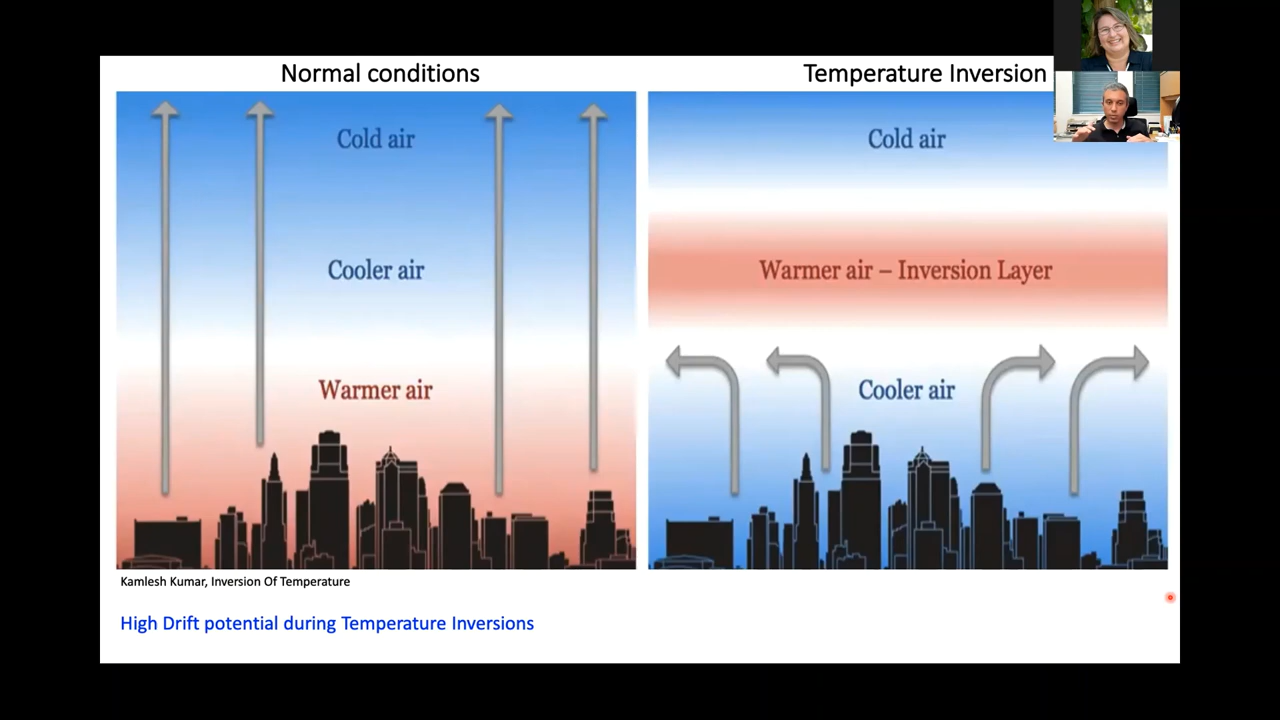 Normal conditions
Cold air
Cooler air
Warmer air
Temperature Inversion
Cold air
Warmer air – Inversion Layer
Cooler air
Kamlesh Kumar, Inversion Of Temperature
High Drift potential during Temperature Inversions